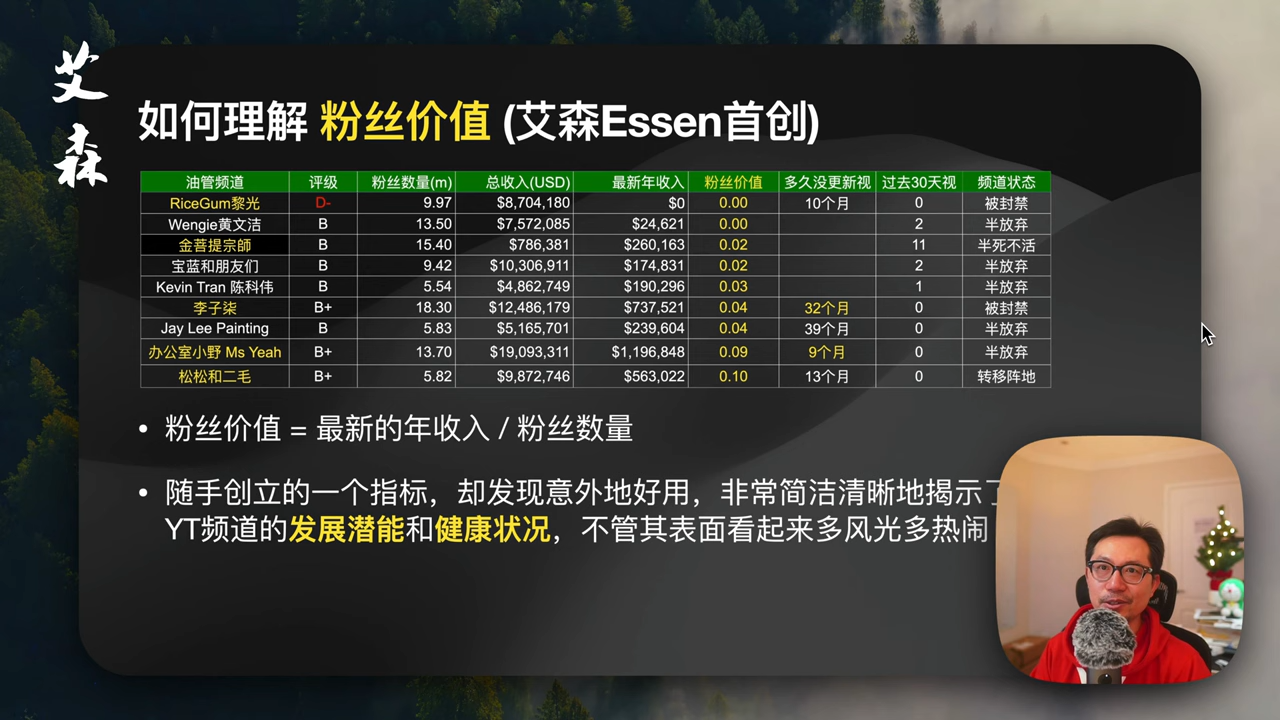 艾森
如何理解 粉丝价值 (艾森Essen首创)
油管频道 评级 粉丝数量(m) 总收入(USD) 最新年收入 粉丝价值 多久没更新视 过去30天视 频道状态
RiceGum黎光 D- 9.97 $8,704,180 $0 0.00 10个月 0 被封禁
Wengie黄文洁 B 13.50 $7,572,085 $24,621 0.00 2 半放弃
金菩提宗師 B 15.40 $786,381 $260,163 0.02 11 半死不活
宝蓝和朋友们 B 9.42 $10,306,911 $174,831 0.02 2 半放弃
Kevin Tran 陈科伟 B 5.54 $4,862,749 $190,296 0.03 1 半放弃
李子柒 B+ 18.30 $12,486,179 $737,521 0.04 32个月 0 被封禁
Jay Lee Painting B 5.83 $5,165,701 $239,604 0.04 39个月 0 半放弃
办公室小野 Ms Yeah B+ 13.70 $19,093,311 $1,196,848 0.09 9个月 0 半放弃
松松和二毛 B+ 5.82 $9,872,746 $563,022 0.10 13个月 0 转移阵地
• 粉丝价值 = 最新的年收入 / 粉丝数量
• 随手创立的一个指标，却发现意外地好用，非常简洁清晰地揭示了
YT频道的发展潜能和健康状况，不管其表面看起来多风光多热闹